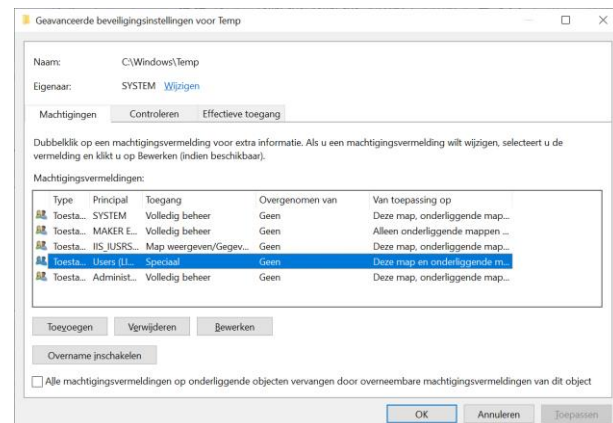 Geavanceerde beveiligingsinstellingen voor Temp
Naam: C:\Windows\Temp
Eigenaar: SYSTEM Wijzigen
Machtigingen Controleren Effectieve toegang
Dubbelklik op een machtigingsvermelding voor extra informatie. Als u een machtigingsvermelding wilt wijzigen, selecteert u de
vermelding en klikt u op Bewerken (indien beschikbaar).
Machtigingsvermeldingen:
Type Principal Toegang Overgenomen van Van toepassing op
Toesta... SYSTEM Volledig beheer Geen Deze map, onderliggende map...
Toesta... MAKER E... Volledig beheer Geen Alleen onderliggende mappen ...
Toesta... IIS_IUSRS... Map weergeven/Gegev... Geen Deze map, onderliggende map...
Toesta... Users (LI... Speciaal Geen Deze map en onderliggende m...
Toesta... Administ... Volledig beheer Geen Deze map, onderliggende map...
Toevoegen Verwijderen Bewerken
Overname inschakelen
Alle machtigingsvermeldingen op onderliggende objecten vervangen door overneembare machtigingsvermeldingen van dit object
OK Annuleren Toepassen